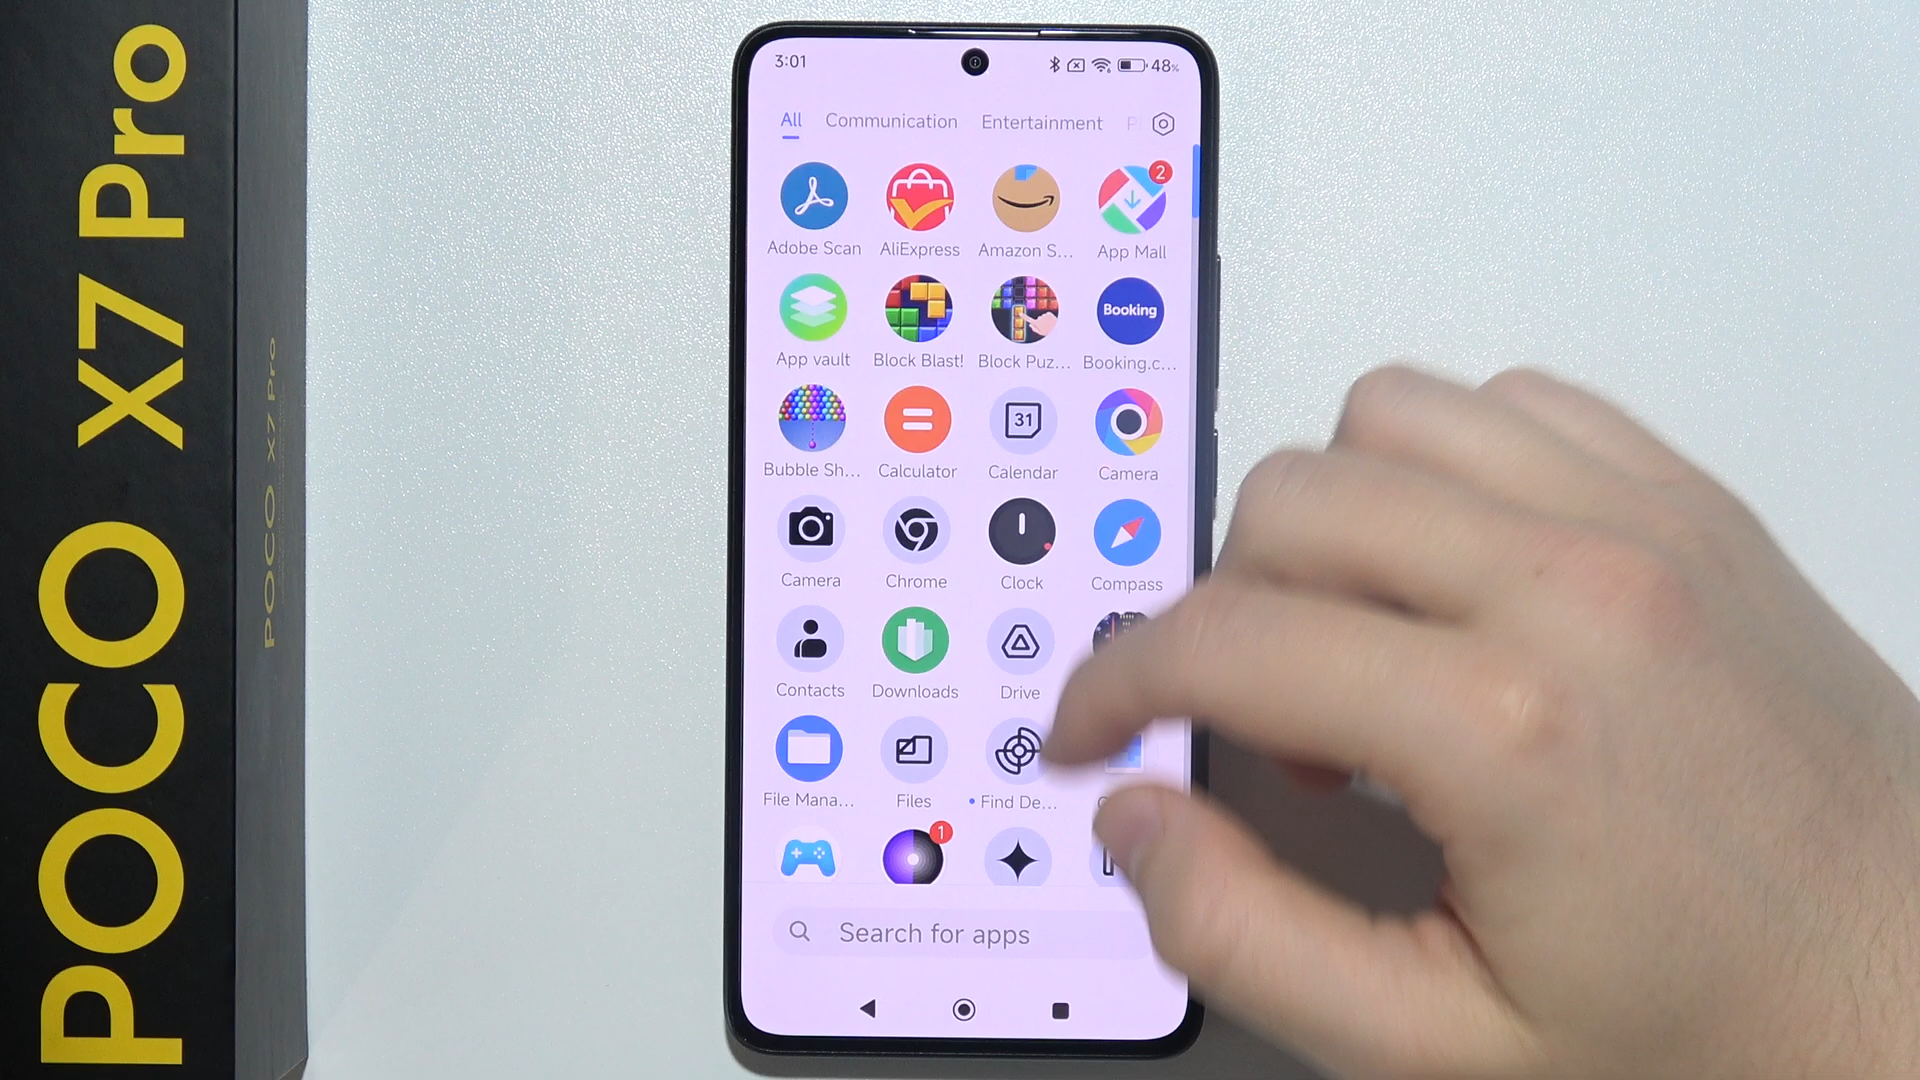 POCO X7 Pro
POCO X7 Pro
3:01
48%
All Communication Entertainment P
2
Adobe Scan AliExpress Amazon S... App Mall
Booking
App vault Block Blast! Block Puz... Booking.c...
31
Bubble Sh... Calculator Calendar Camera
Camera Chrome Clock Compass
Contacts Downloads Drive
File Mana... Files Find De...
1
Search for apps